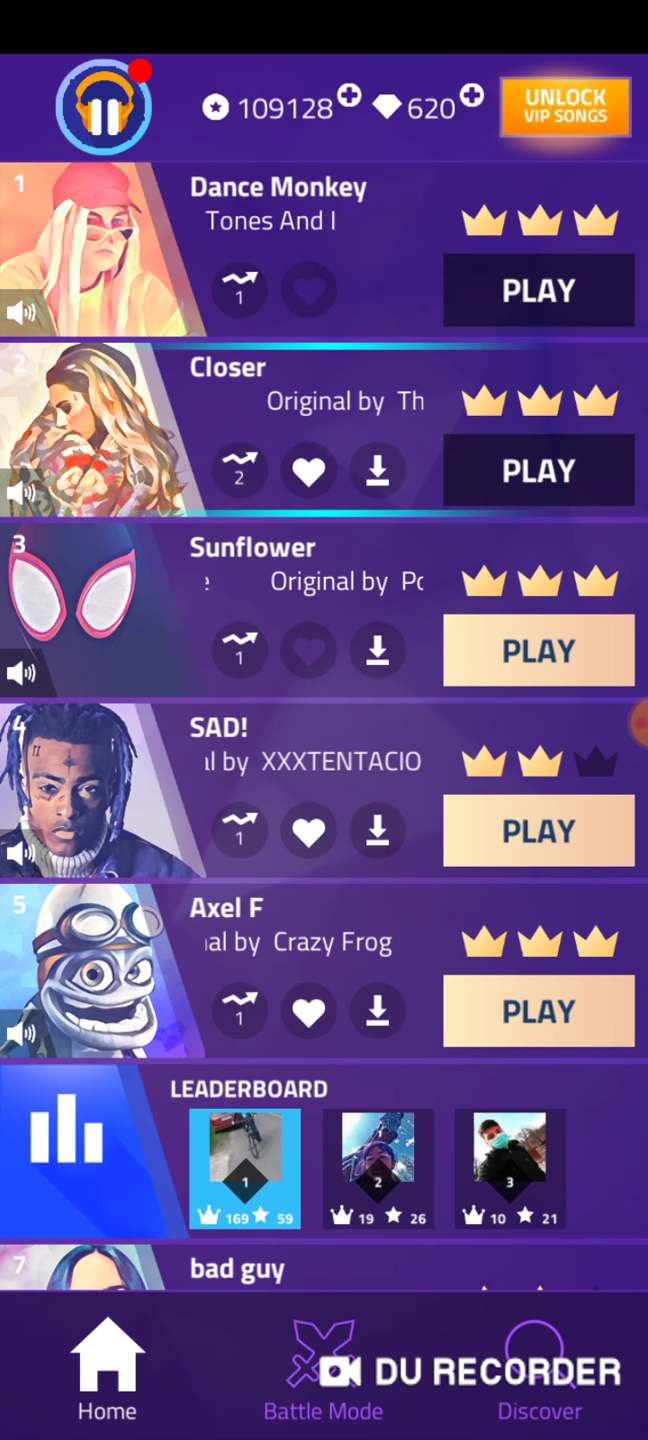 109128
620
UNLOCK
VIP SONGS
1
Dance Monkey
Tones And I
1
PLAY
2
Closer
Original by Th
2
PLAY
3
Sunflower
Original by
1
PLAY
4
SAD!
al by XXXTENTACIO
1
PLAY
5
Axel F
nal by Crazy Frog
1
PLAY
LEADERBOARD
1
2
3
169 59
19 26
10 21
7
bad guy
DU RECORDER
Home
Battle Mode
Discover